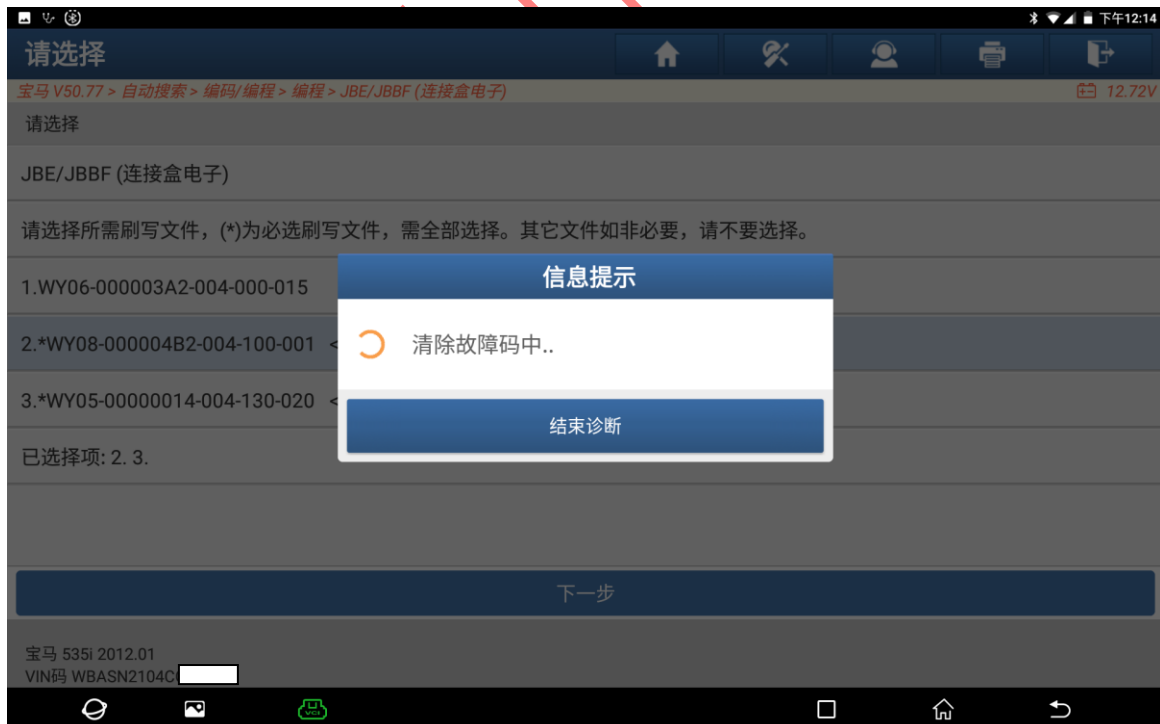 下午12:14
请选择
宝马 V50.77 > 自动搜索 > 编码/编程 > 编程 > JBE/JBBF (连接盒电子)
12.72V
请选择
JBE/JBBF (连接盒电子)
请选择所需刷写文件，(*)为必选刷写文件，需全部选择。其它文件如非必要，请不要选择。
信息提示
1.WY06-000003A2-004-000-015
清除故障码中..
2.*WY08-000004B2-004-100-001 <
3.*WY05-00000014-004-130-020 <
结束诊断
已选择项: 2. 3.
下一步
宝马 535i 2012.01
VIN码 WBASN2104C
VCI